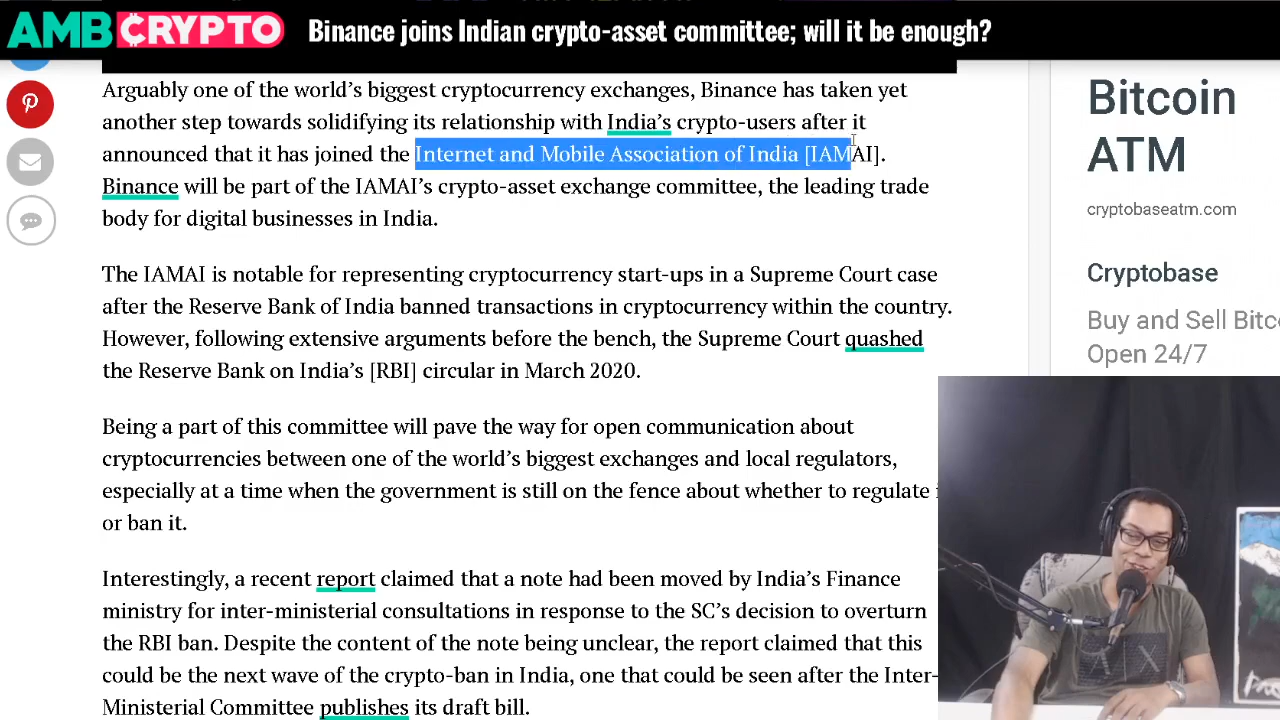 AMBCRYPTO
Binance joins Indian crypto-asset committee; will it be enough?
Arguably one of the world's biggest cryptocurrency exchanges, Binance has taken yet
another step towards solidifying its relationship with India's crypto-users after it
announced that it has joined the Internet and Mobile Association of India [IAMAI].
Binance will be part of the IAMAI's crypto-asset exchange committee, the leading trade
body for digital businesses in India.
The IAMAI is notable for representing cryptocurrency start-ups in a Supreme Court case
after the Reserve Bank of India banned transactions in cryptocurrency within the country.
However, following extensive arguments before the bench, the Supreme Court quashed
the Reserve Bank on India's [RBI] circular in March 2020.
Being a part of this committee will pave the way for open communication about
cryptocurrencies between one of the world's biggest exchanges and local regulators,
especially at a time when the government is still on the fence about whether to regulate
or ban it.
Interestingly, a recent report claimed that a note had been moved by India's Finance
ministry for inter-ministerial consultations in response to the SC's decision to overturn
the RBI ban. Despite the content of the note being unclear, the report claimed that this
could be the next wave of the crypto-ban in India, one that could be seen after the Inter-
Ministerial Committee publishes its draft bill.
Bitcoin
ATM
cryptobaseatm.com
Cryptobase
Buy and Sell Bitc
Open 24/7